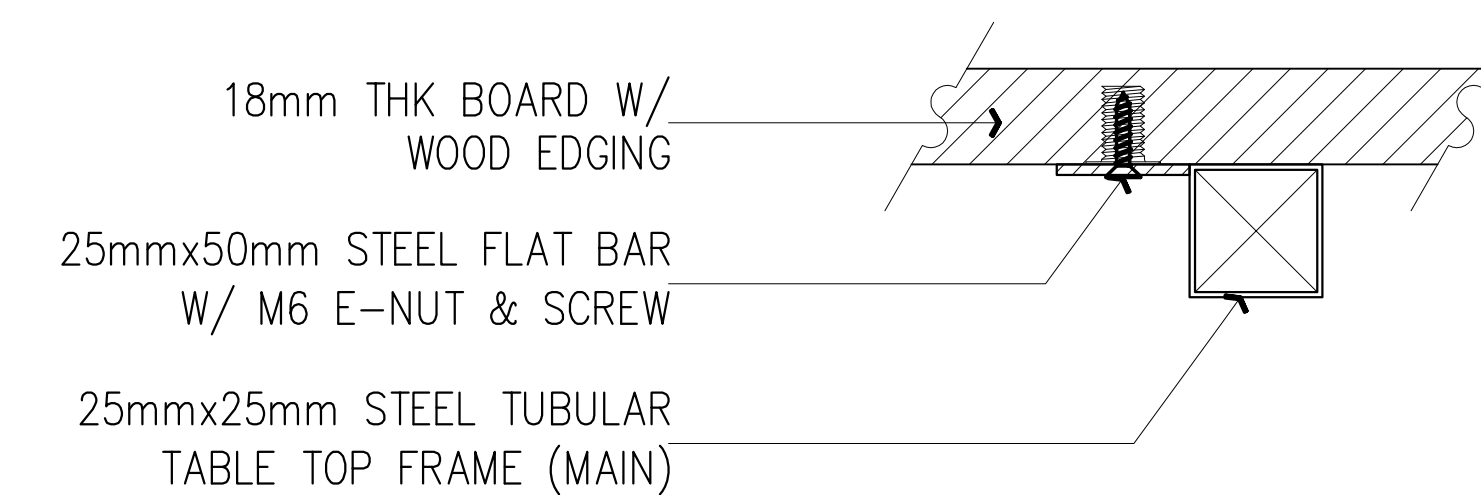 18mm THK BOARD W/
WOOD EDGING
25mmx50mm STEEL FLAT BAR
W/ M6 E-NUT & SCREW
25mmx25mm STEEL TUBULAR
TABLE TOP FRAME (MAIN)